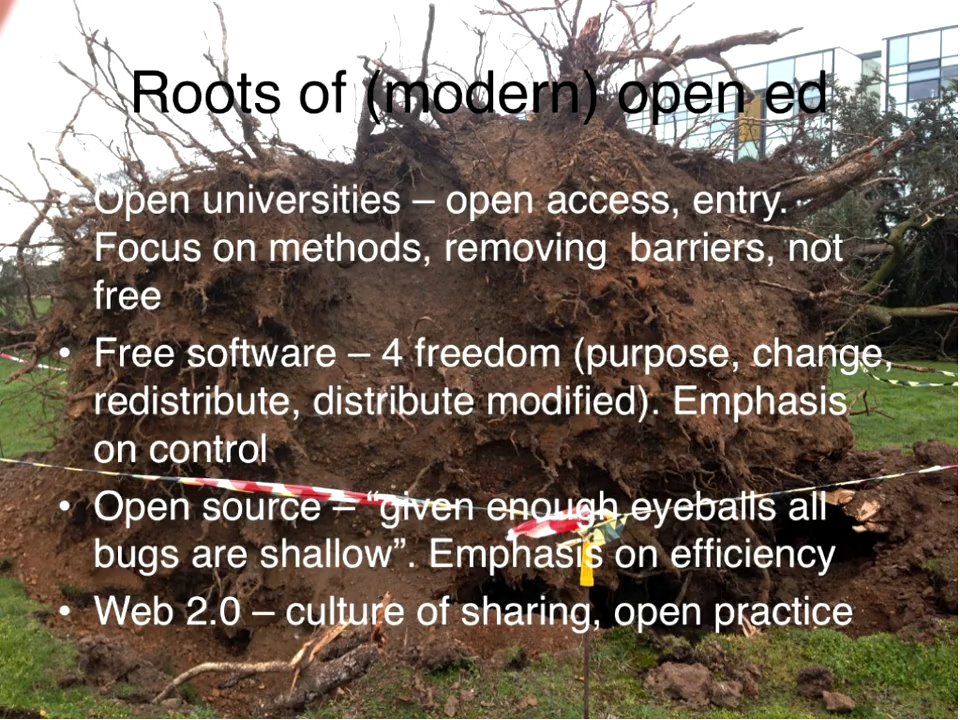 Roots of (modern) open ed
• Open universities – open access, entry.
Focus on methods, removing  barriers, not
free
• Free software – 4 freedom (purpose, change,
redistribute, distribute modified). Emphasis
on control
• Open source – “given enough eyeballs all
bugs are shallow”. Emphasis on efficiency
• Web 2.0 – culture of sharing, open practice